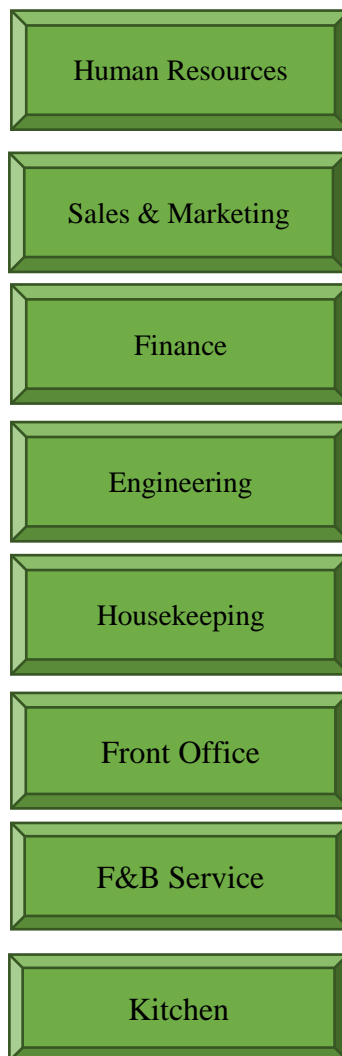 Human Resources
Sales & Marketing
Finance
Engineering
Housekeeping
Front Office
F&B Service
Kitchen